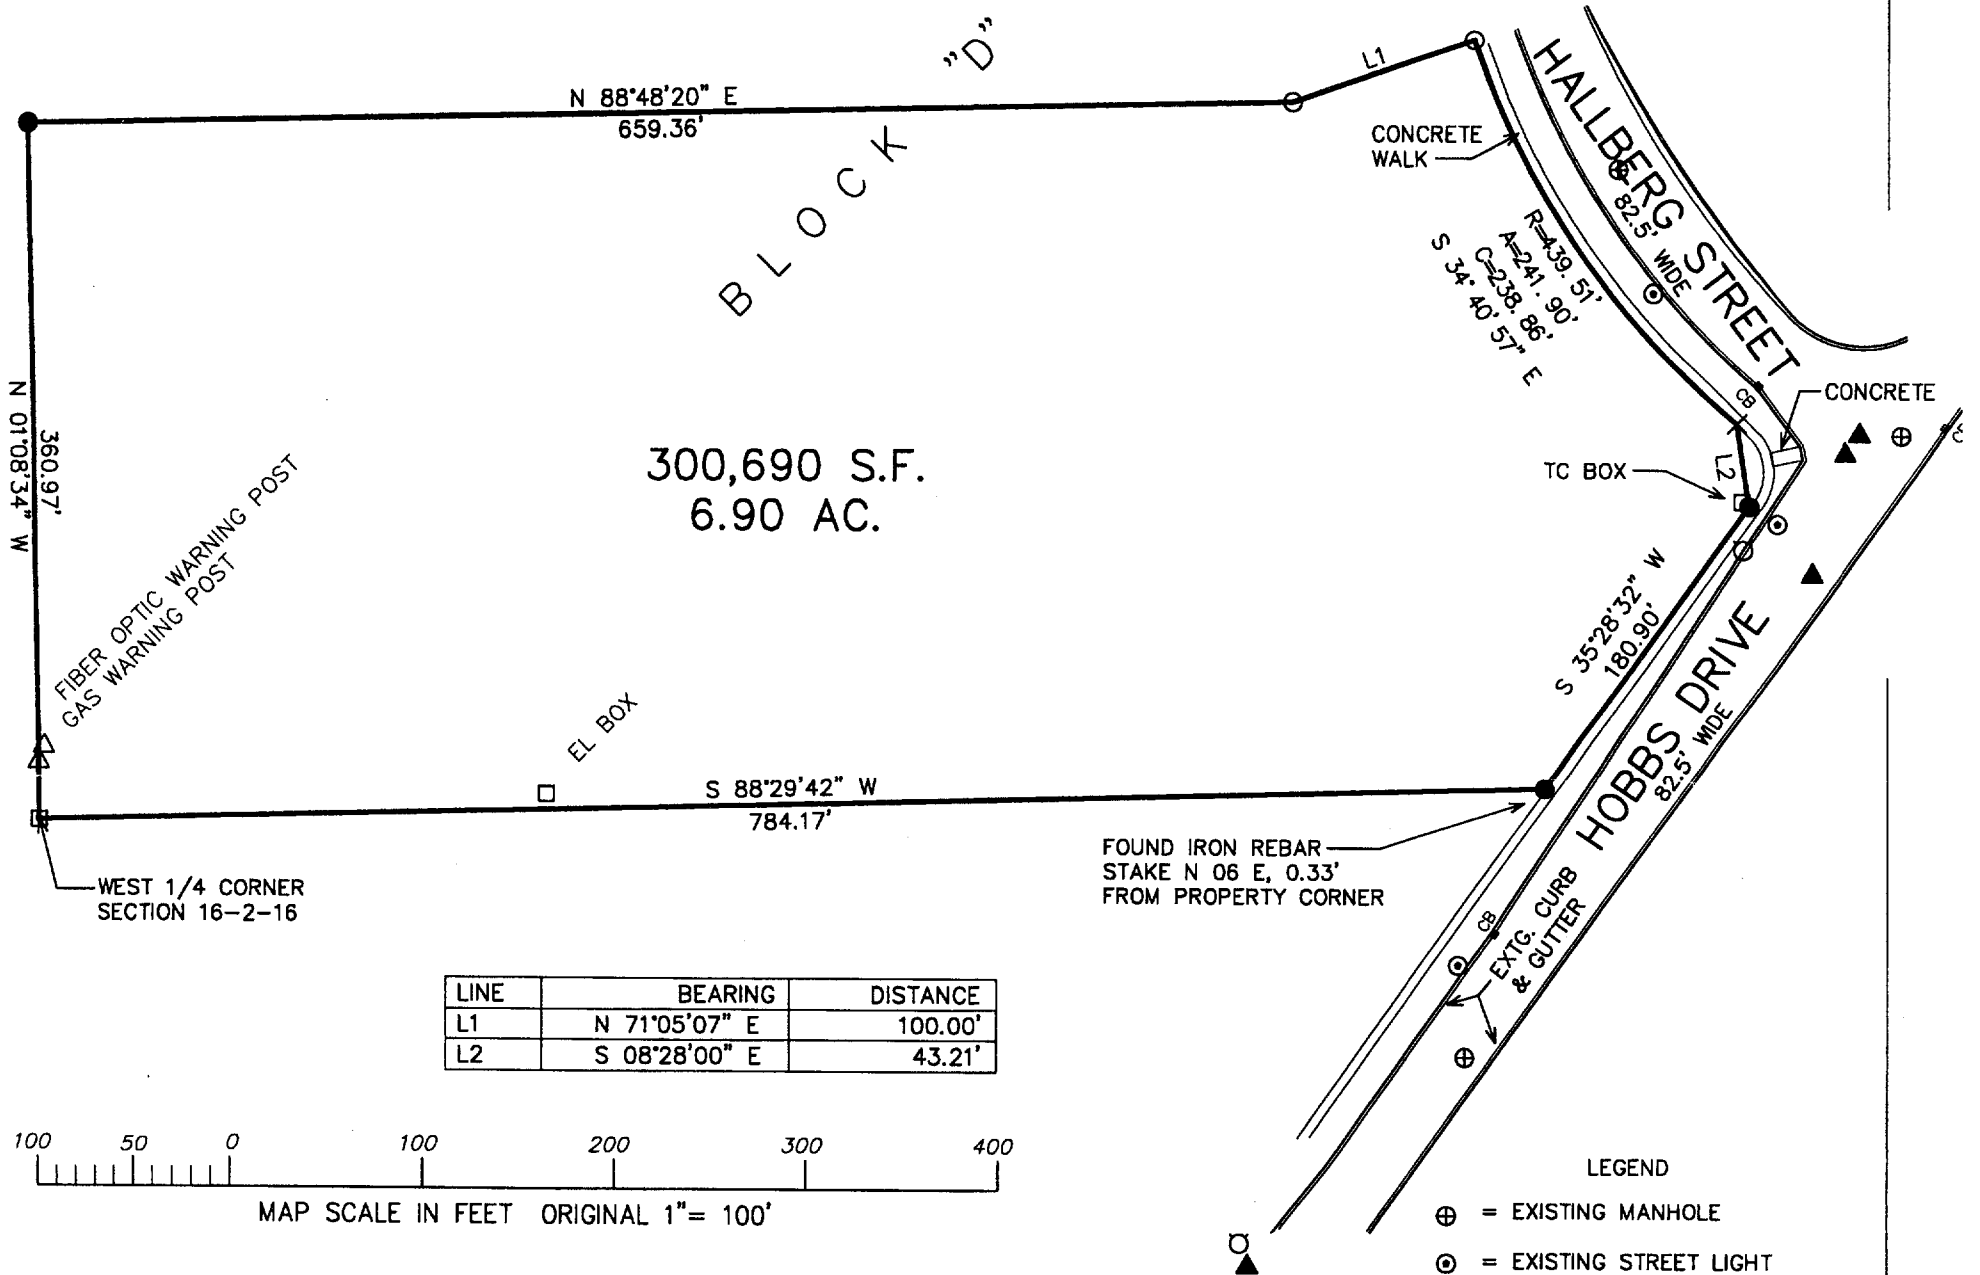 "D"
L1
N 88°48'20" E
659.36'
BLOCK
HALLBERG STREET
82.5' WIDE
CONCRETE
WALK
R=439.51'
A=241.90'
C=238.86'
S 34°40'57" E
CB
CONCRETE
CB
L2
TC BOX
N 01°08'34" W
360.97'
300,690 S.F.
6.90 AC.
FIBER OPTIC WARNING POST
GAS WARNING POST
EL BOX
S 35°28'32" W
180.90'
HOBBS DRIVE
82.5' WIDE
S 88°29'42" W
784.17'
FOUND IRON REBAR
STAKE N 06 E, 0.33'
FROM PROPERTY CORNER
WEST 1/4 CORNER
SECTION 16-2-16
CB
EXTG. CURB
& GUTTER
LINE BEARING DISTANCE
L1 N 71°05'07" E 100.00'
L2 S 08°28'00" E 43.21'
100 50 0 100 200 300 400
MAP SCALE IN FEET ORIGINAL 1"= 100'
LEGEND
= EXISTING MANHOLE
= EXISTING STREET LIGHT